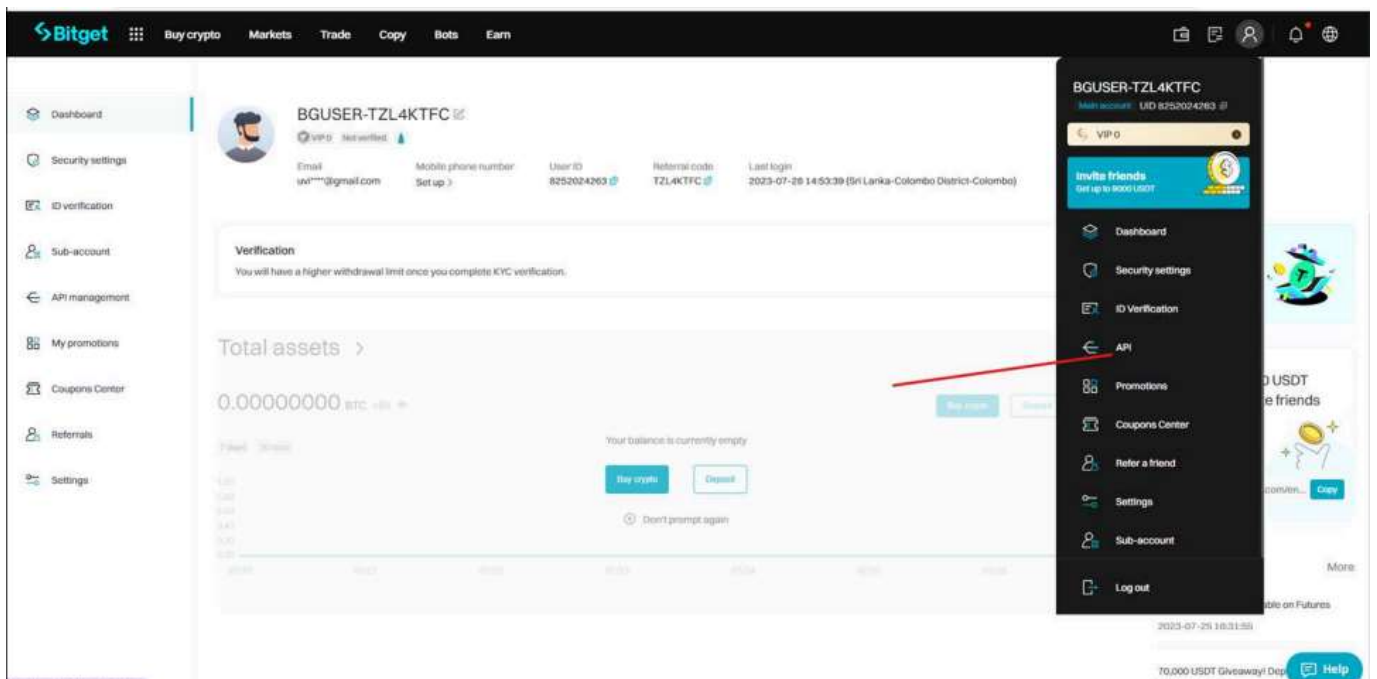 Bitget
Buy crypto Markets Trade Copy Bots Earn
Dashboard
Security settings
ID verification
Sub-account
API management
My promotions
Coupons Center
Referrals
Settings
BGUSER-TZL4KTFC
VIP 0 Not verified
Email Mobile phone number User ID Referral code Last login
uvi****@gmail.com Set up > 8252024263 TZL4KTFC 2023-07-28 14:53:39 (Sri Lanka-Colombo District-Colombo)
Verification
You will have a higher withdrawal limit once you complete KYC verification.
Total assets >
0.00000000 BTC
Buy crypto
Your balance is currently empty
Buy crypto Deposit
Don't prompt again
BGUSER-TZL4KTFC
Main account UID 8252024263
VIP 0
Invite friends
Get up to 9000 USDT
Dashboard
Security settings
ID Verification
API
Promotions
Coupons Center
Refer a friend
Settings
Sub-account
Log out
USDT
e friends
.com/en... Copy
More
able on Futures
2023-07-25 10:31:55
70,000 USDT Giveaway! Dep
Help